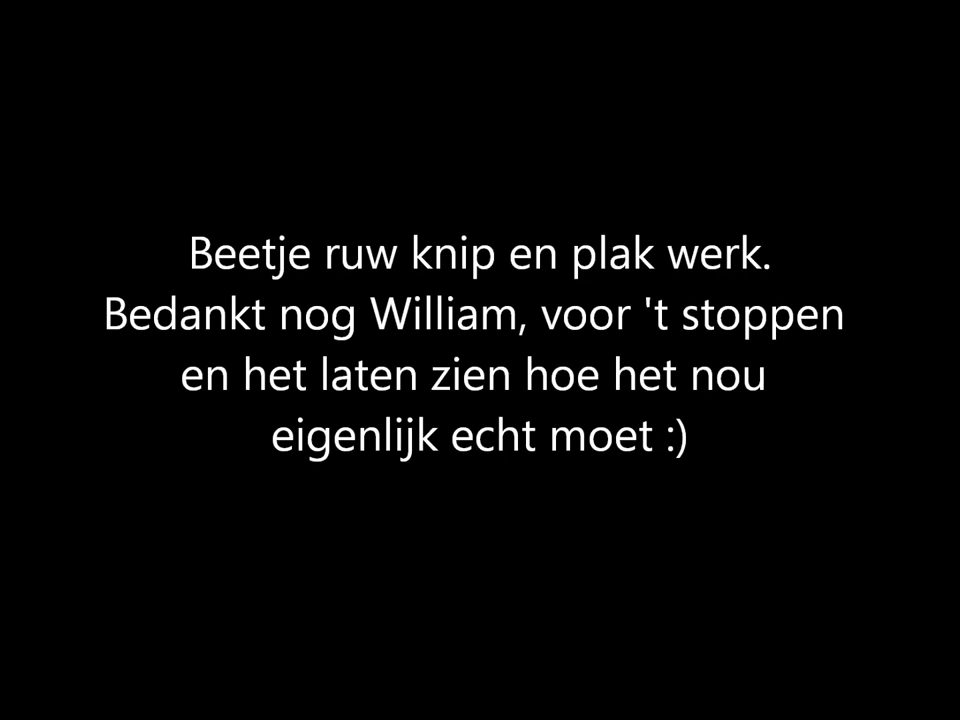 Beetje ruw knip en plak werk.
Bedankt nog William, voor 't stoppen
en het laten zien hoe het nou
eigenlijk echt moet :)